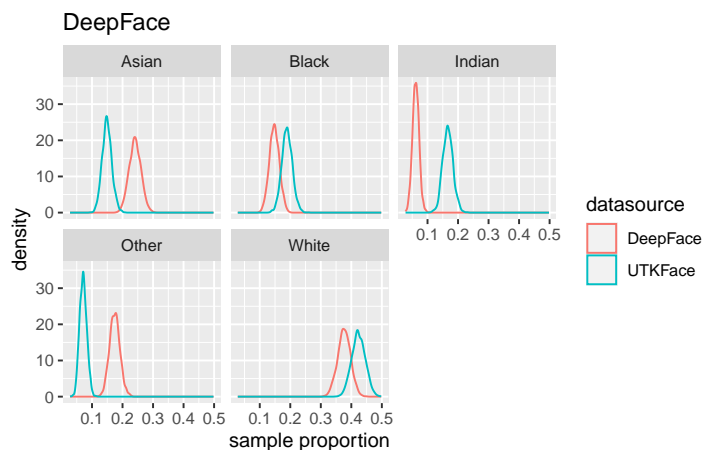 DeepFace
Asian Black Indian
30
20
10
0
0.1 0.2 0.3 0.4 0.5
Other White
30
20
10
0
0.1 0.2 0.3 0.4 0.5 0.1 0.2 0.3 0.4 0.5
density
sample proportion
datasource
DeepFace
UTKFace